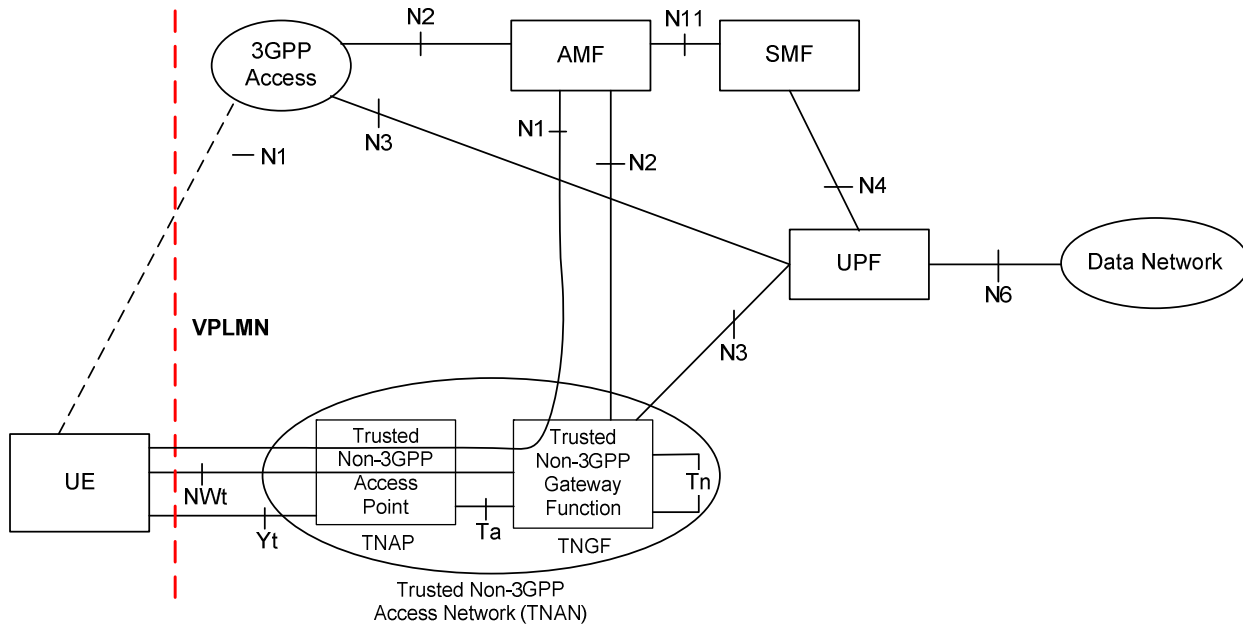 N2
N11
3GPP
Access
AMF
SMF
N3
N1
N1
N2
N4
UPF
Data Network
N6
N3
VPLMN
UE
NWt
Yt
Trusted
Non-3GPP
Access
Point
TNAP
Ta
Trusted
Non-3GPP
Gateway
Function
TNGF
Tn
Trusted Non-3GPP
Access Network (TNAN)